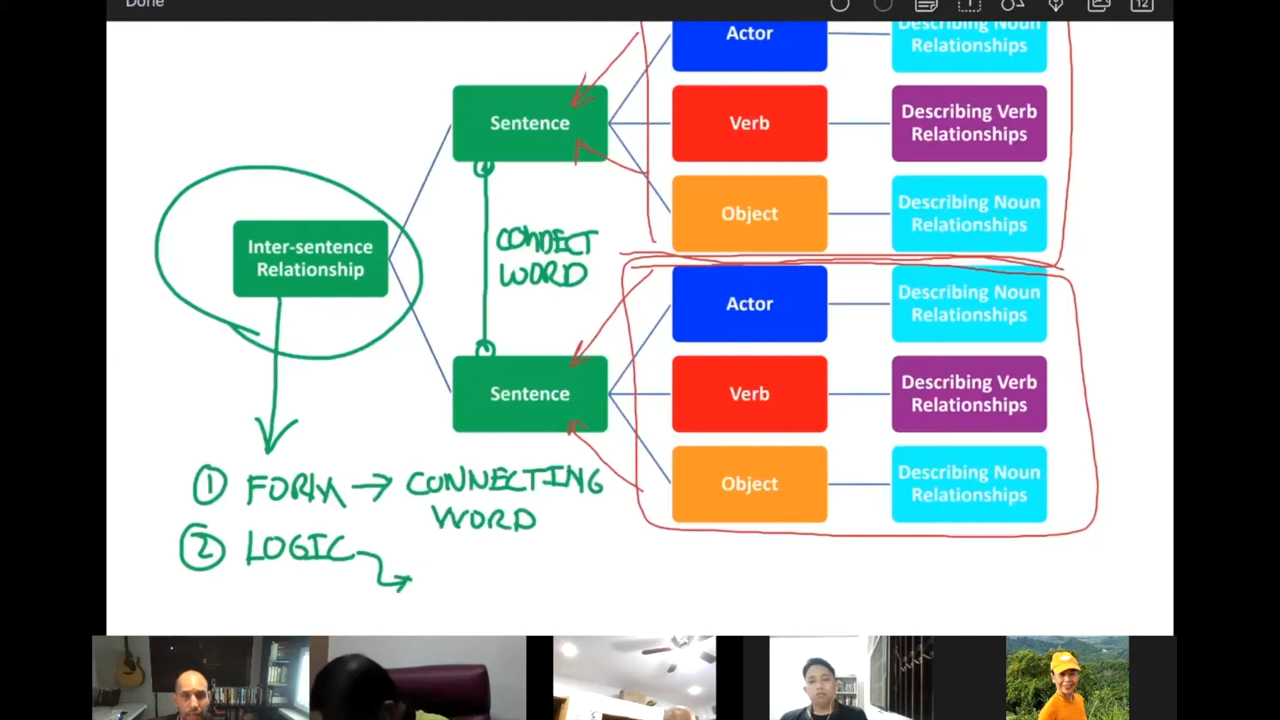 Done
12
Actor
Describing Noun
Relationships
Sentence
Verb
Describing Verb
Relationships
Object
Describing Noun
Relationships
CONNECT
WORD
Inter-sentence
Relationship
Actor
Describing Noun
Relationships
Sentence
Verb
Describing Verb
Relationships
Object
Describing Noun
Relationships
① FORM → CONNECTING
WORD
② LOGIC